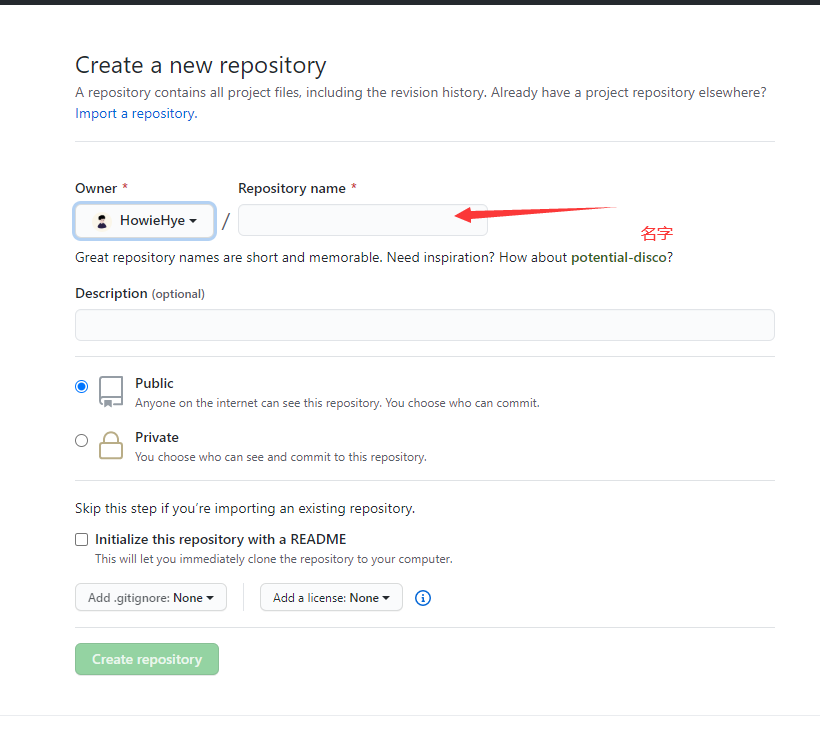 Create a new repository
A repository contains all project files, including the revision history. Already have a project repository elsewhere?
Import a repository.
Owner *
Repository name *
HowieHye
/
名字
Great repository names are short and memorable. Need inspiration? How about potential-disco?
Description (optional)
Public
Anyone on the internet can see this repository. You choose who can commit.
Private
You choose who can see and commit to this repository.
Skip this step if you’re importing an existing repository.
Initialize this repository with a README
This will let you immediately clone the repository to your computer.
Add .gitignore: None
Add a license: None
Create repository